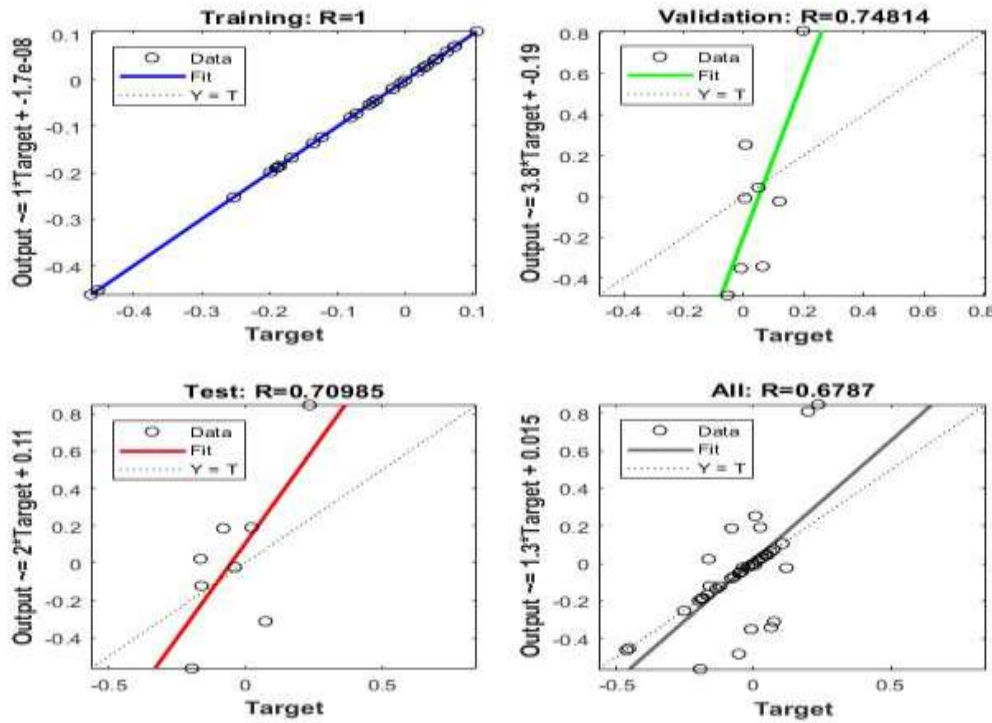 Training: R=1
Output ~= 1*Target + -1.7e-08
0.1
0
-0.1
-0.2
-0.3
-0.4
Data
Fit
Y = T
-0.4
-0.3
-0.2
-0.1
0
0.1
Target
Validation: R=0.74814
Output ~= 3.8*Target + -0.19
0.8
0.6
0.4
0.2
0
-0.2
-0.4
Data
Fit
Y = T
-0.4
-0.2
0
0.2
0.4
0.6
0.8
Target
Test: R=0.70985
Output ~= 2*Target + 0.11
0.8
0.6
0.4
0.2
0
-0.2
-0.4
Data
Fit
Y = T
-0.5
0
0.5
Target
All: R=0.6787
Output ~= 1.3*Target + 0.015
0.8
0.6
0.4
0.2
0
-0.2
-0.4
Data
Fit
Y = T
-0.5
0
0.5
Target